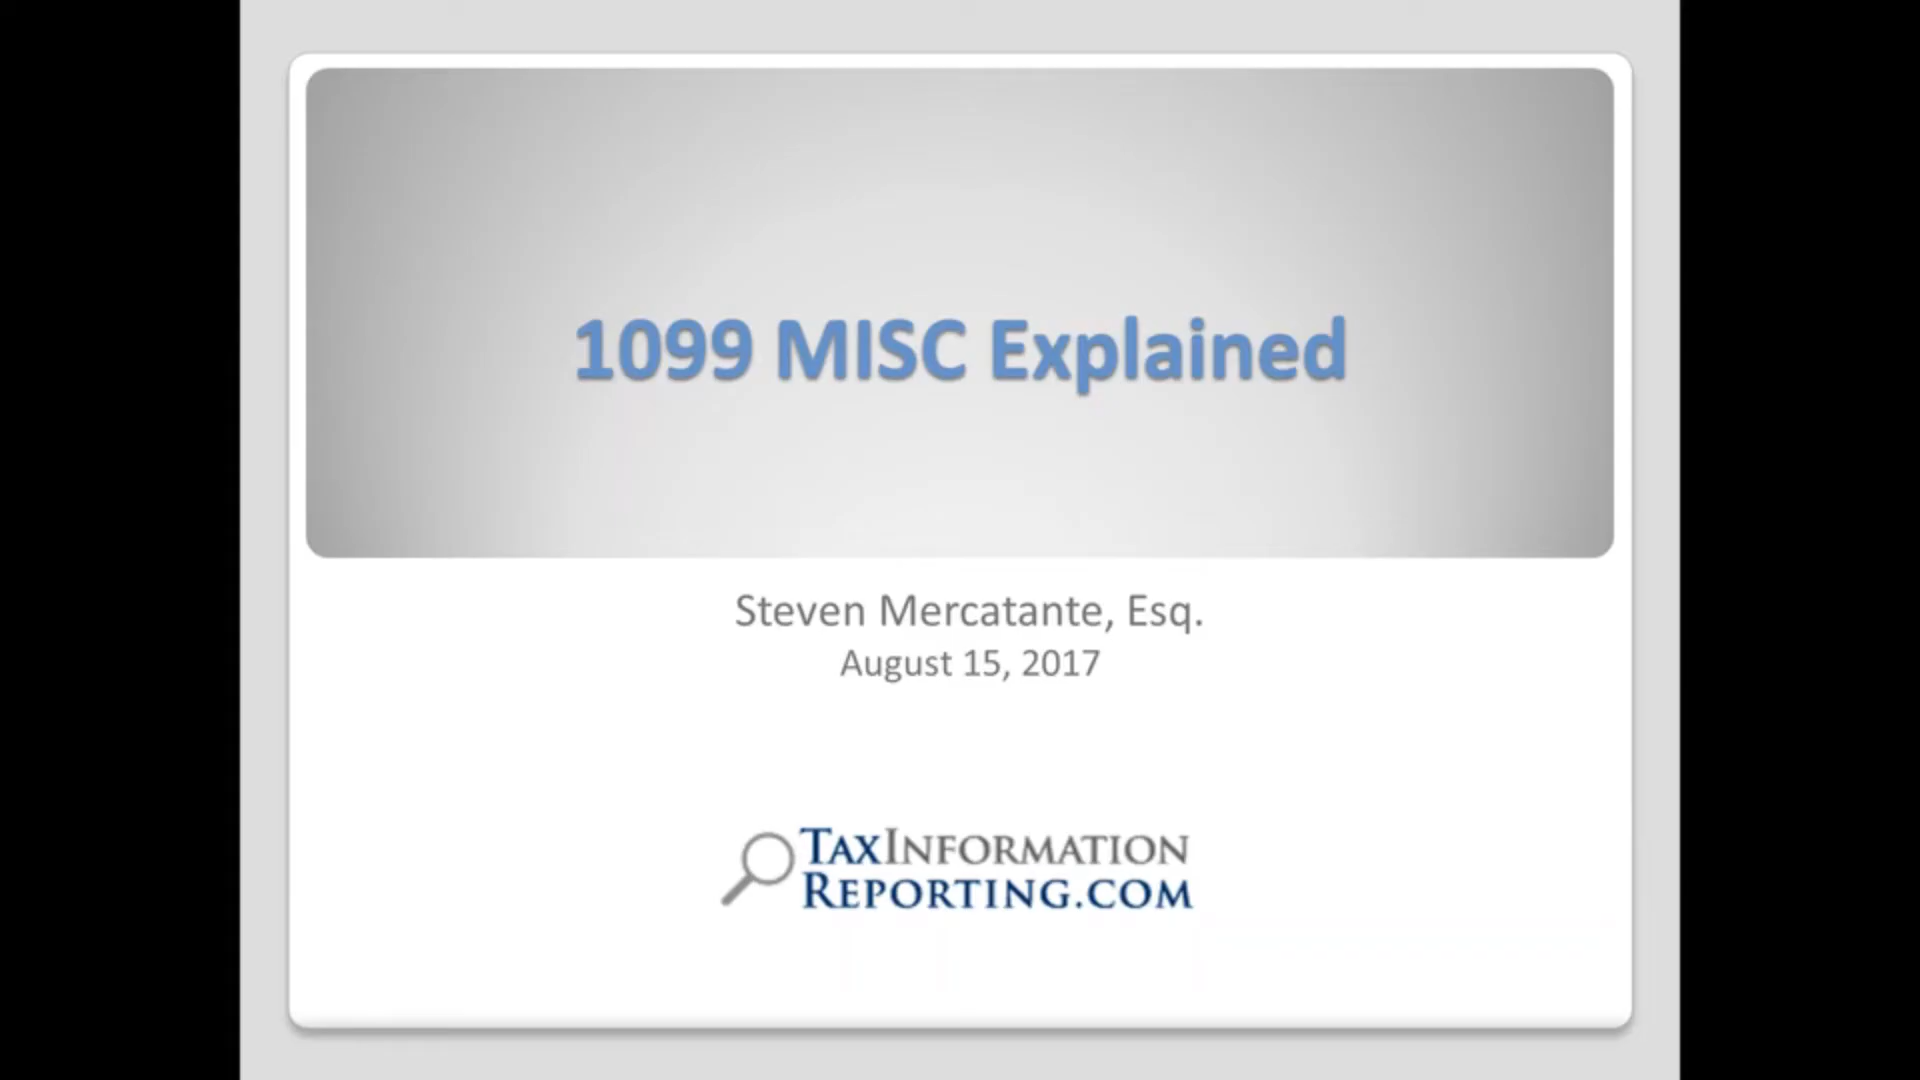 1099 MISC Explained
Steven Mercatante, Esq.
August 15, 2017
TAXINFORMATION
REPORTING.COM